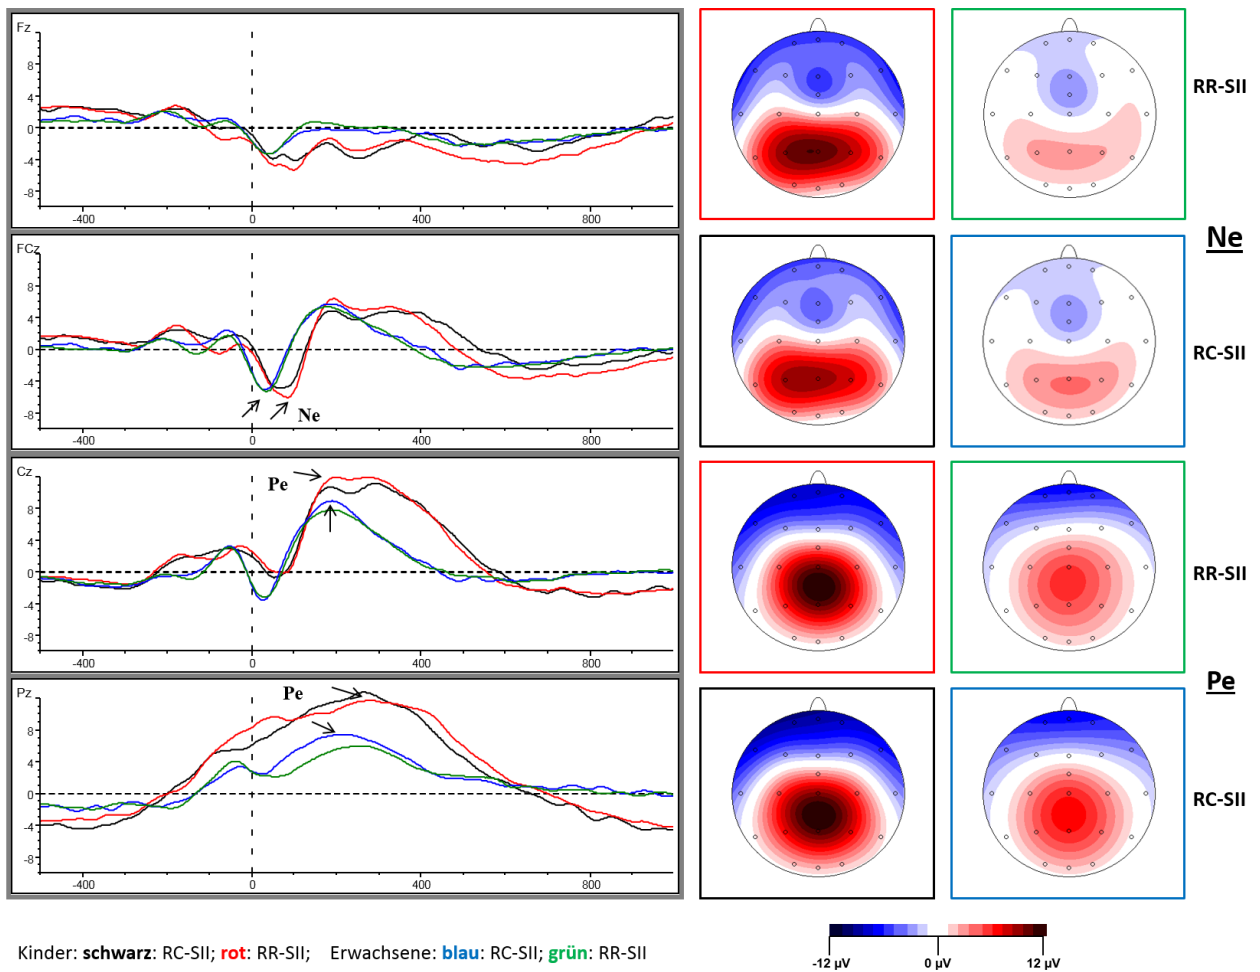 Fz
8
4
0
-4
-8
-400
0
400
800
FCz
8
4
0
-4
-8
Ne
-400
0
400
800
Cz
8
4
0
-4
-8
Pe
-400
0
400
800
Pz
8
4
0
-4
-8
Pe
-400
0
400
800
RR-SII
Ne
RC-SII
RR-SII
Pe
RC-SII
Kinder: schwarz: RC-SII; rot: RR-SII; Erwachsene: blau: RC-SII; grün: RR-SII
-12 µV 0 µV 12 µV